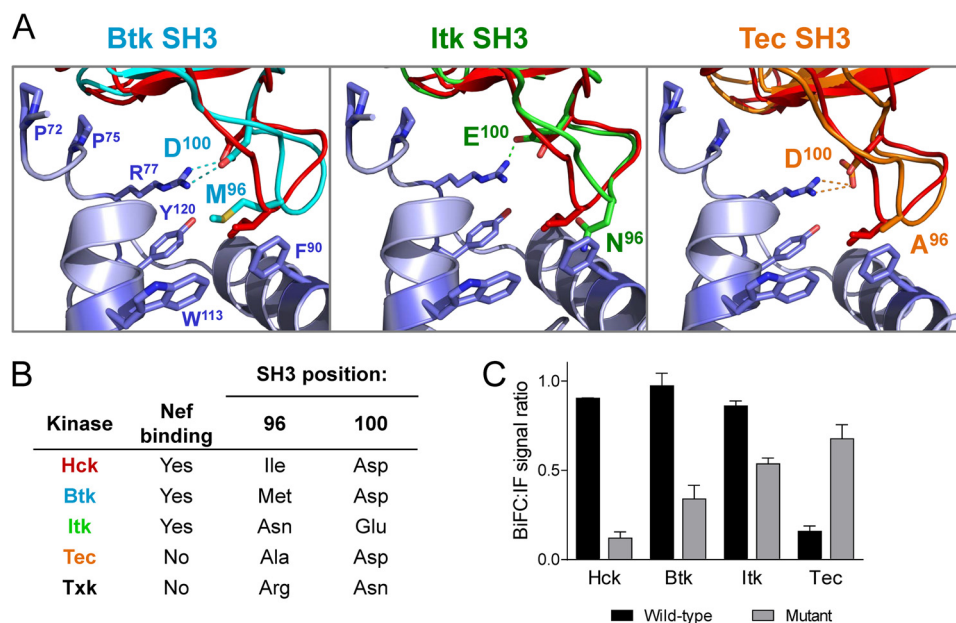 A
Btk SH3 Itk SH3 Tec SH3
P72 P75 D100 R77 M96 Y120 F90 W113
E100 N96
D100 A96
B
SH3 position:
Kinase Nef binding 96 100
Hck Yes Ile Asp
Btk Yes Met Asp
Itk Yes Asn Glu
Tec No Ala Asp
Txk No Arg Asn
C
BiFC:IF signal ratio
1.0
0.5
0.0
Hck Btk Itk Tec
Wild-type Mutant